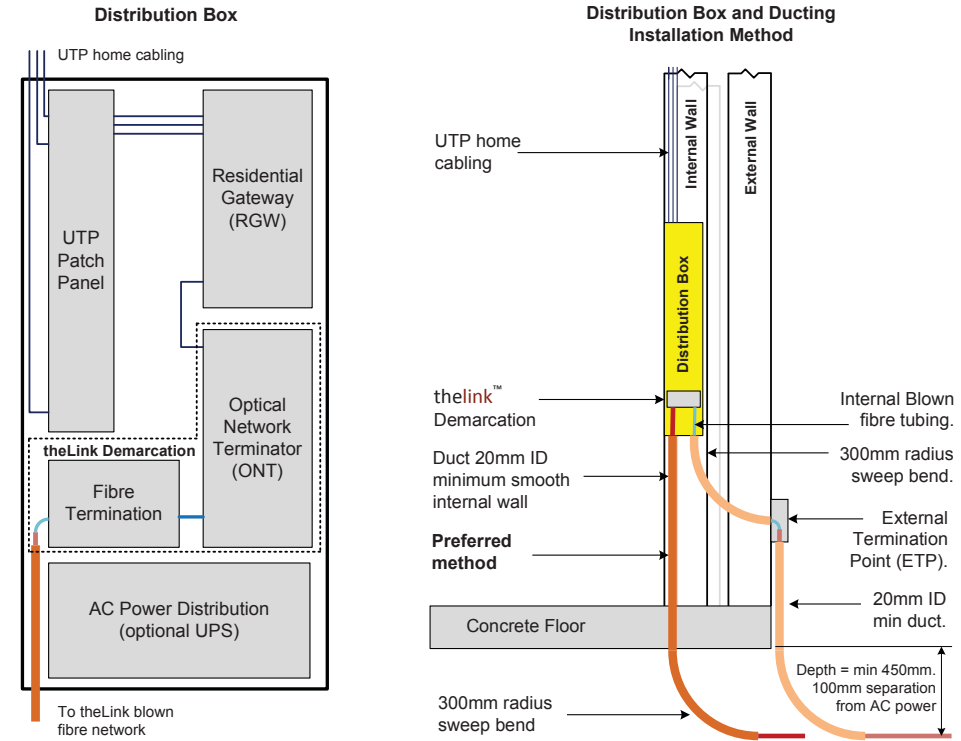 Distribution Box
UTP home cabling
UTP
Patch
Panel
Residential
Gateway
(RGW)
Optical
Network
Terminator
(ONT)
theLink Demarcation
Fibre
Termination
AC Power Distribution
(optional UPS)
To theLink blown
fibre network
Distribution Box and Ducting
Installation Method
UTP home
cabling
Internal Wall
External Wall
Distribution Box
thelink™
Demarcation
Duct 20mm ID
minimum smooth
internal wall
Preferred
method
Concrete Floor
300mm radius
sweep bend
Internal Blown
fibre tubing.
300mm radius
sweep bend.
External
Termination
Point (ETP).
20mm ID
min duct.
Depth = min 450mm.
100mm separation
from AC power